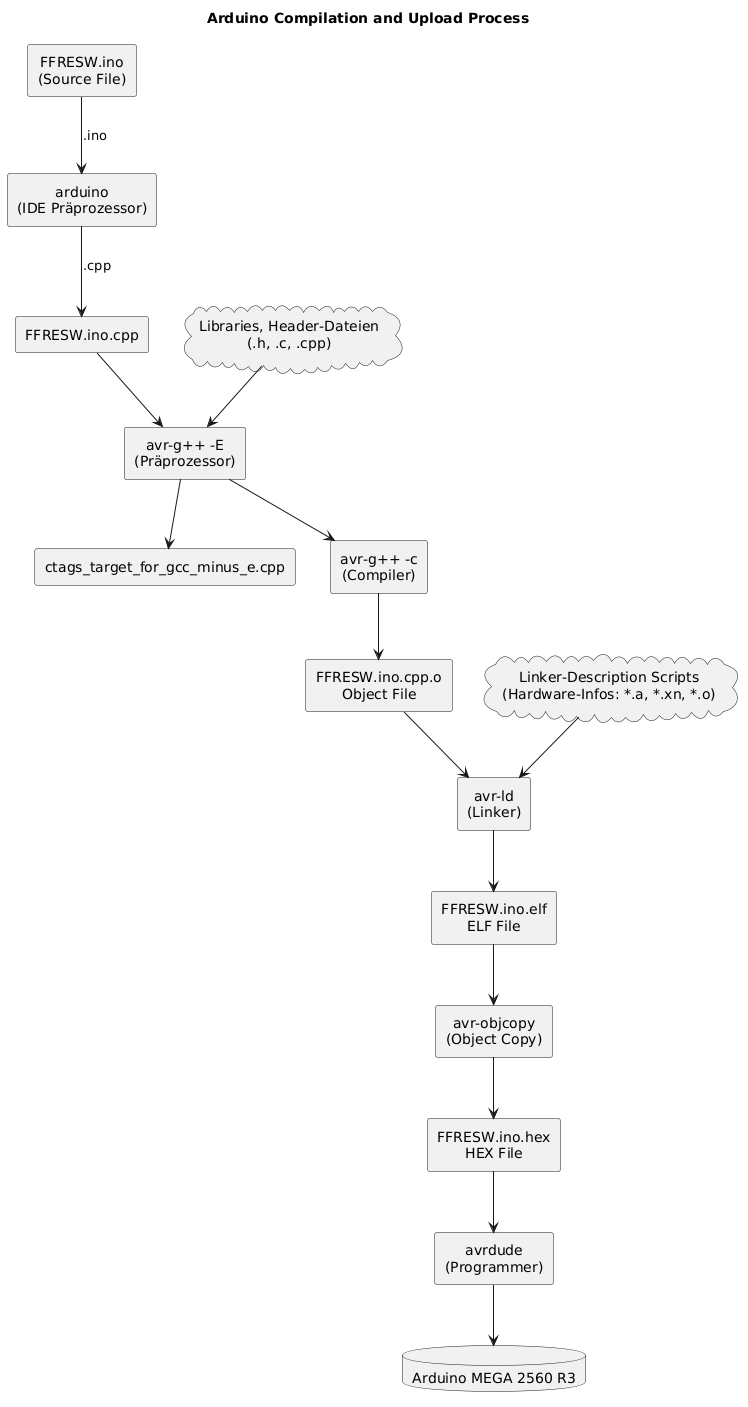 Arduino Compilation and Upload Process
FFRESW.ino
(Source File)
.ino
arduino
(IDE Präprozessor)
.cpp
FFRESW.ino.cpp
Libraries, Header-Dateien
(.h, .c, .cpp)
avr-g++ -E
(Präprozessor)
ctags_target_for_gcc_minus_e.cpp
avr-g++ -c
(Compiler)
FFRESW.ino.cpp.o
Object File
Linker-Description Scripts
(Hardware-Infos: *.a, *.xn, *.o)
avr-ld
(Linker)
FFRESW.ino.elf
ELF File
avr-objcopy
(Object Copy)
FFRESW.ino.hex
HEX File
avrdude
(Programmer)
Arduino MEGA 2560 R3